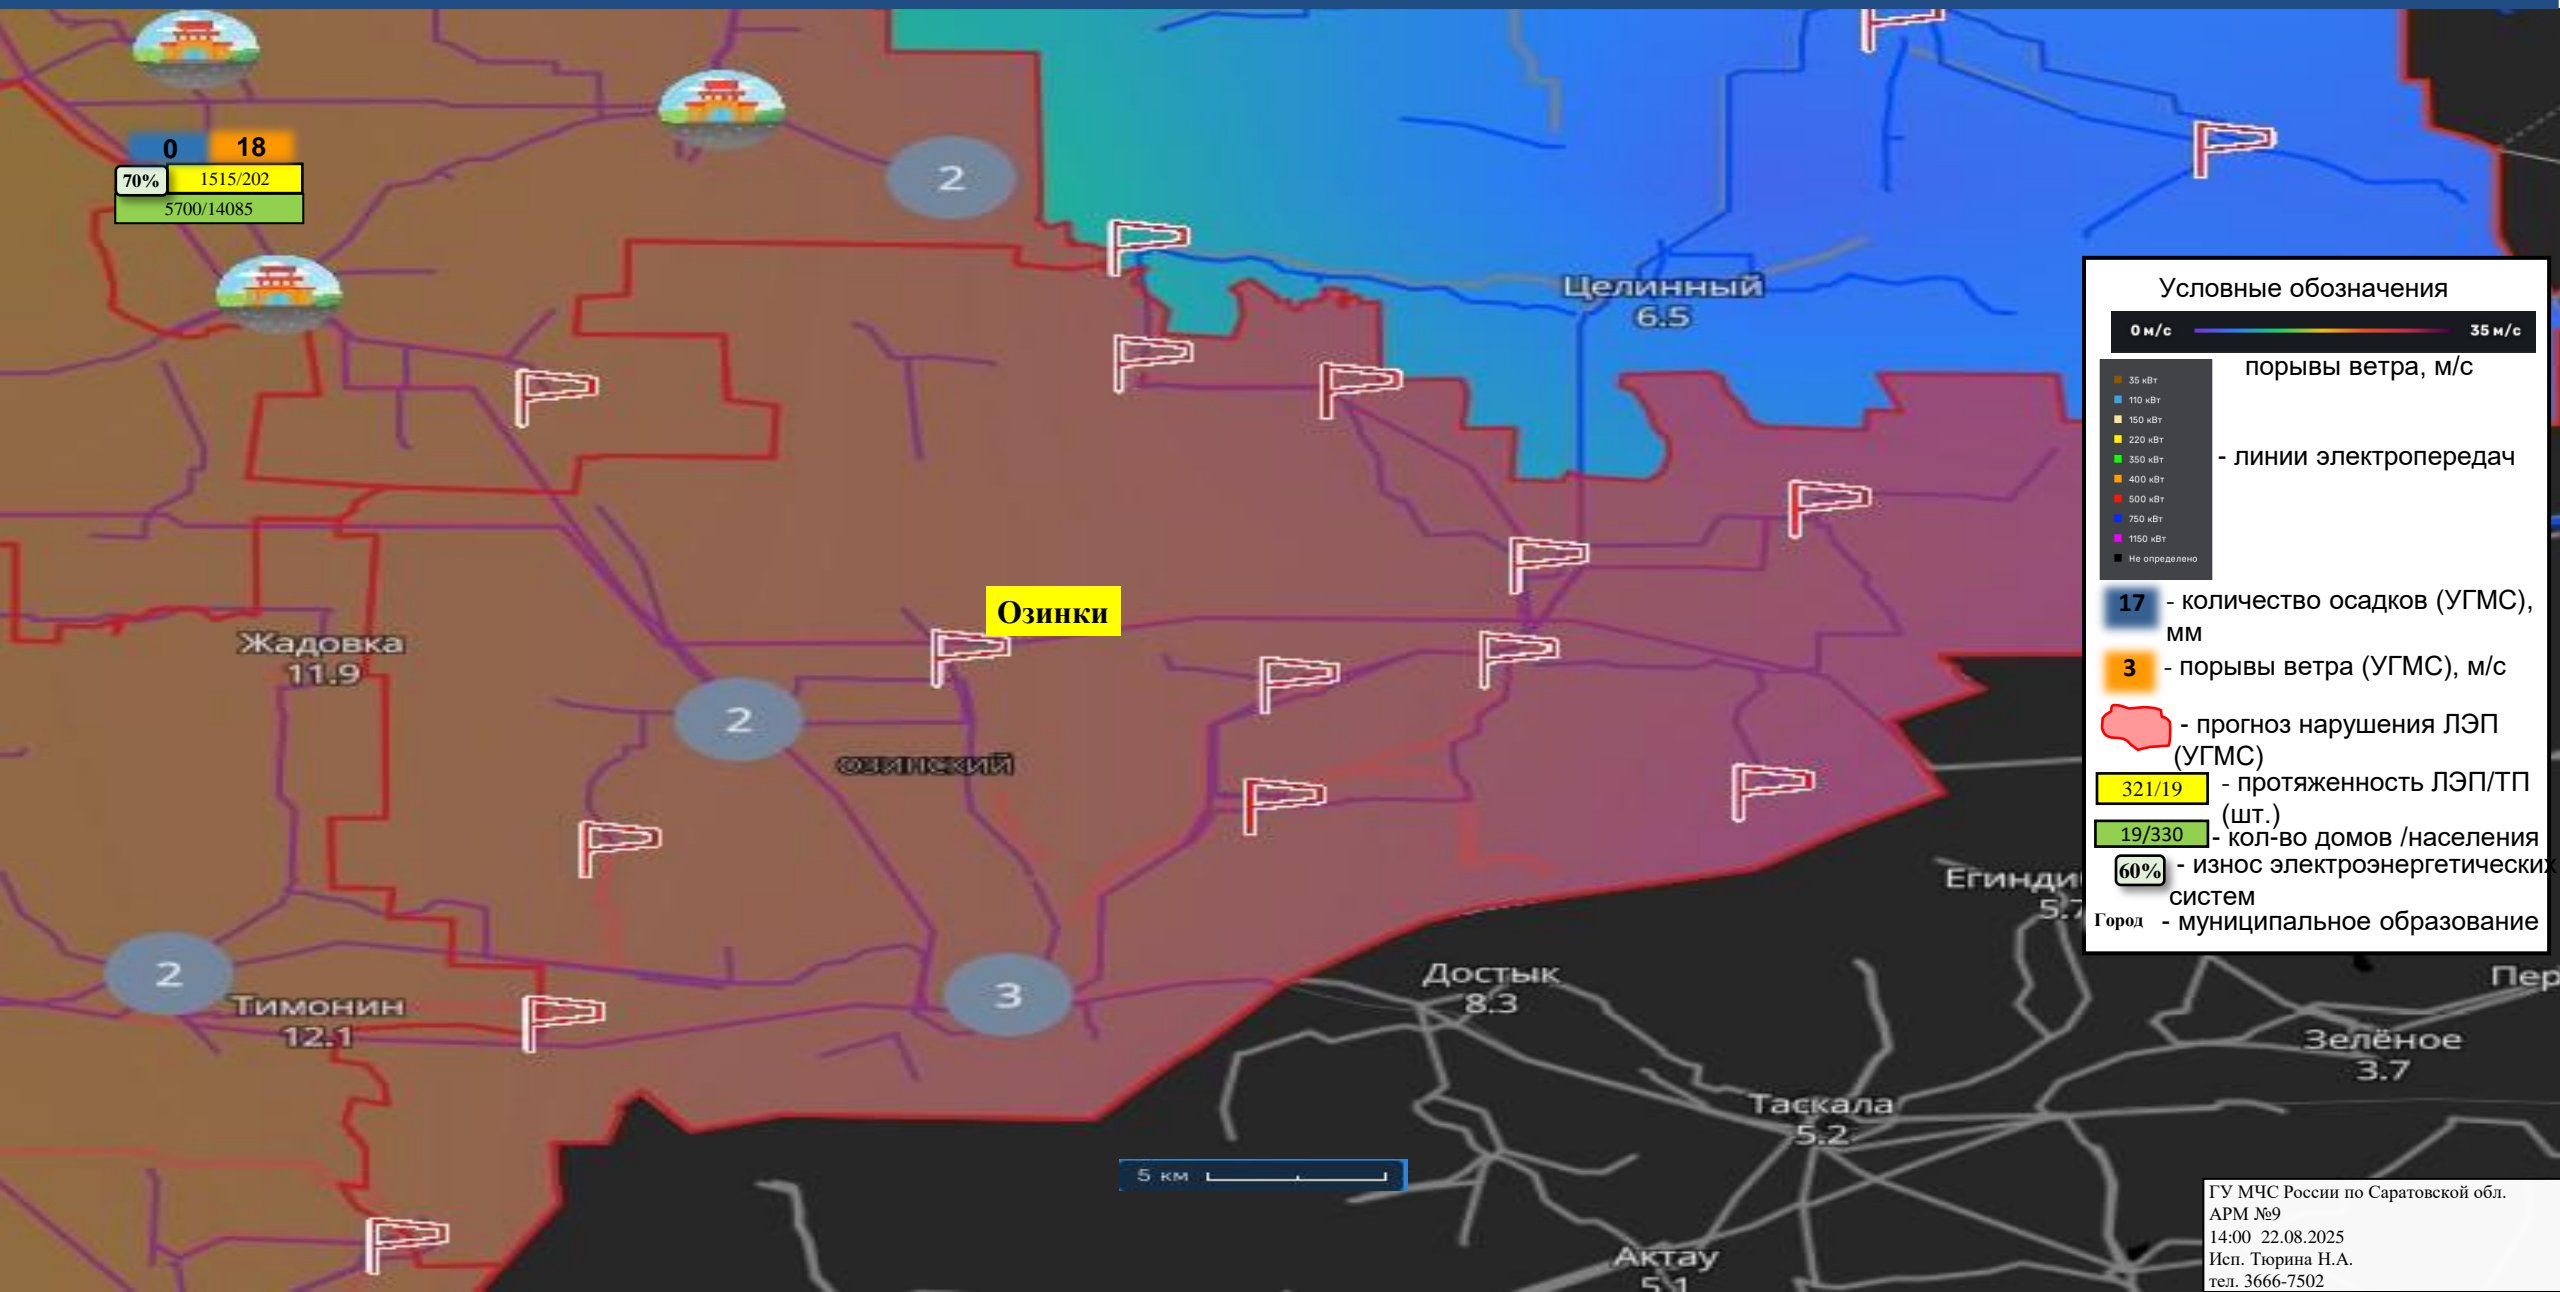 0 18
70% 1515/202
5700/14085
2
Целинный
6.5
Озинки
Жадовка
11.9
2
озинский
2
Тимонин
12.1
3
Достык
8.3
Таскала
5.2
Зелёное
3.7
Актау
5.1
5 км
Условные обозначения
0 м/с 35 м/с
порывы ветра, м/с
35 кВт
110 кВт
150 кВт
220 кВт
350 кВт
400 кВт
500 кВт
750 кВт
1150 кВт
Не определено
- линии электропередач
17 - количество осадков (УГМС),
мм
3 - порывы ветра (УГМС), м/с
- прогноз нарушения ЛЭП
(УГМС)
321/19 - протяженность ЛЭП/ТП
(шт.)
19/330 - кол-во домов /населения
60% - износ электроэнергетических
систем
Город - муниципальное образование
ГУ МЧС России по Саратовской обл.
АРМ №9
14:00 22.08.2025
Исп. Тюрина Н.А.
тел. 3666-7502